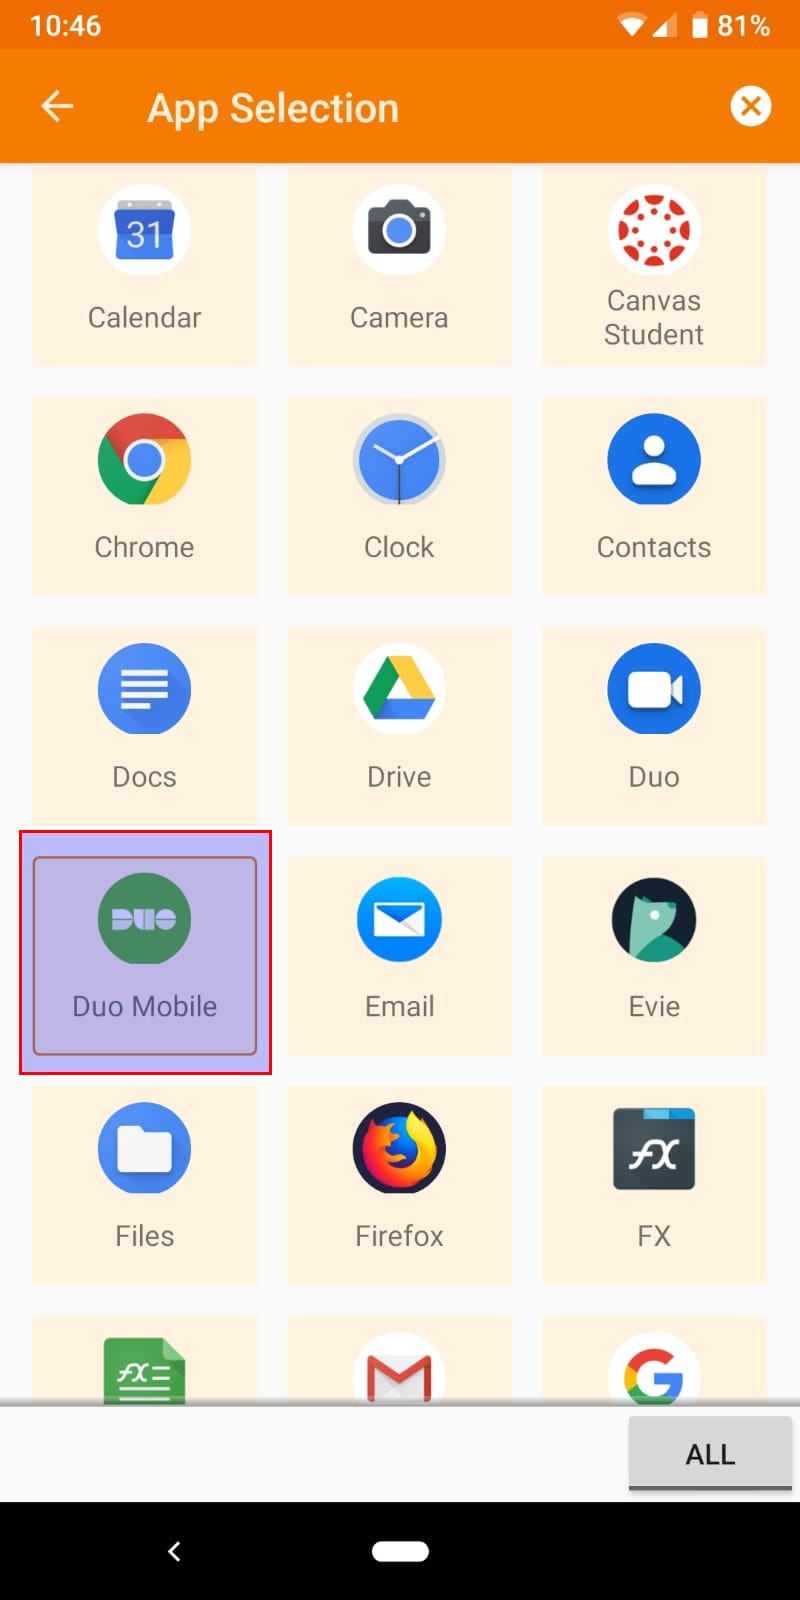 10:46
81%
App Selection
31
Calendar
Camera
Canvas
Student
Chrome
Clock
Contacts
Docs
Drive
Duo
DUO
Duo Mobile
Email
Evie
fX
Files
Firefox
FX
fX
G
ALL